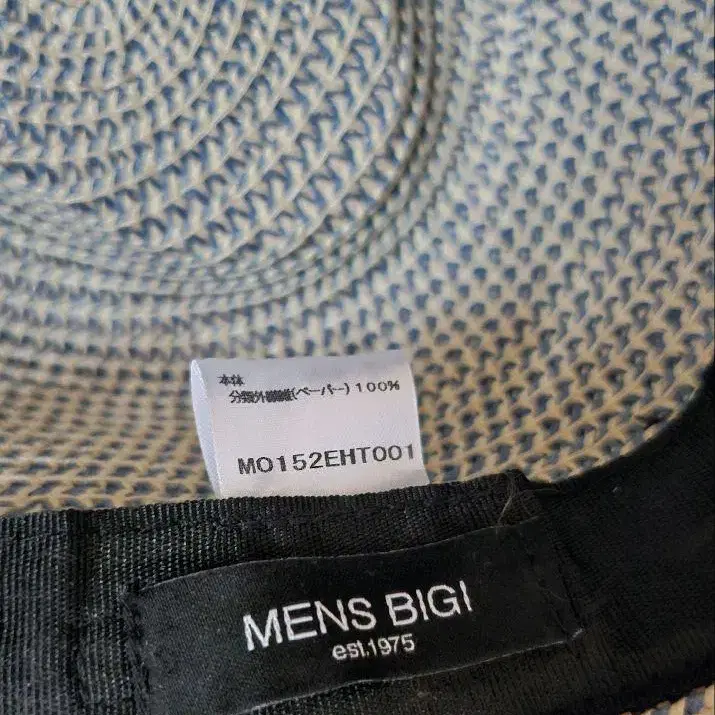 本体
分類外繊維(ペーパー)100%
MO152EHT001
MENS BIGI
est.1975